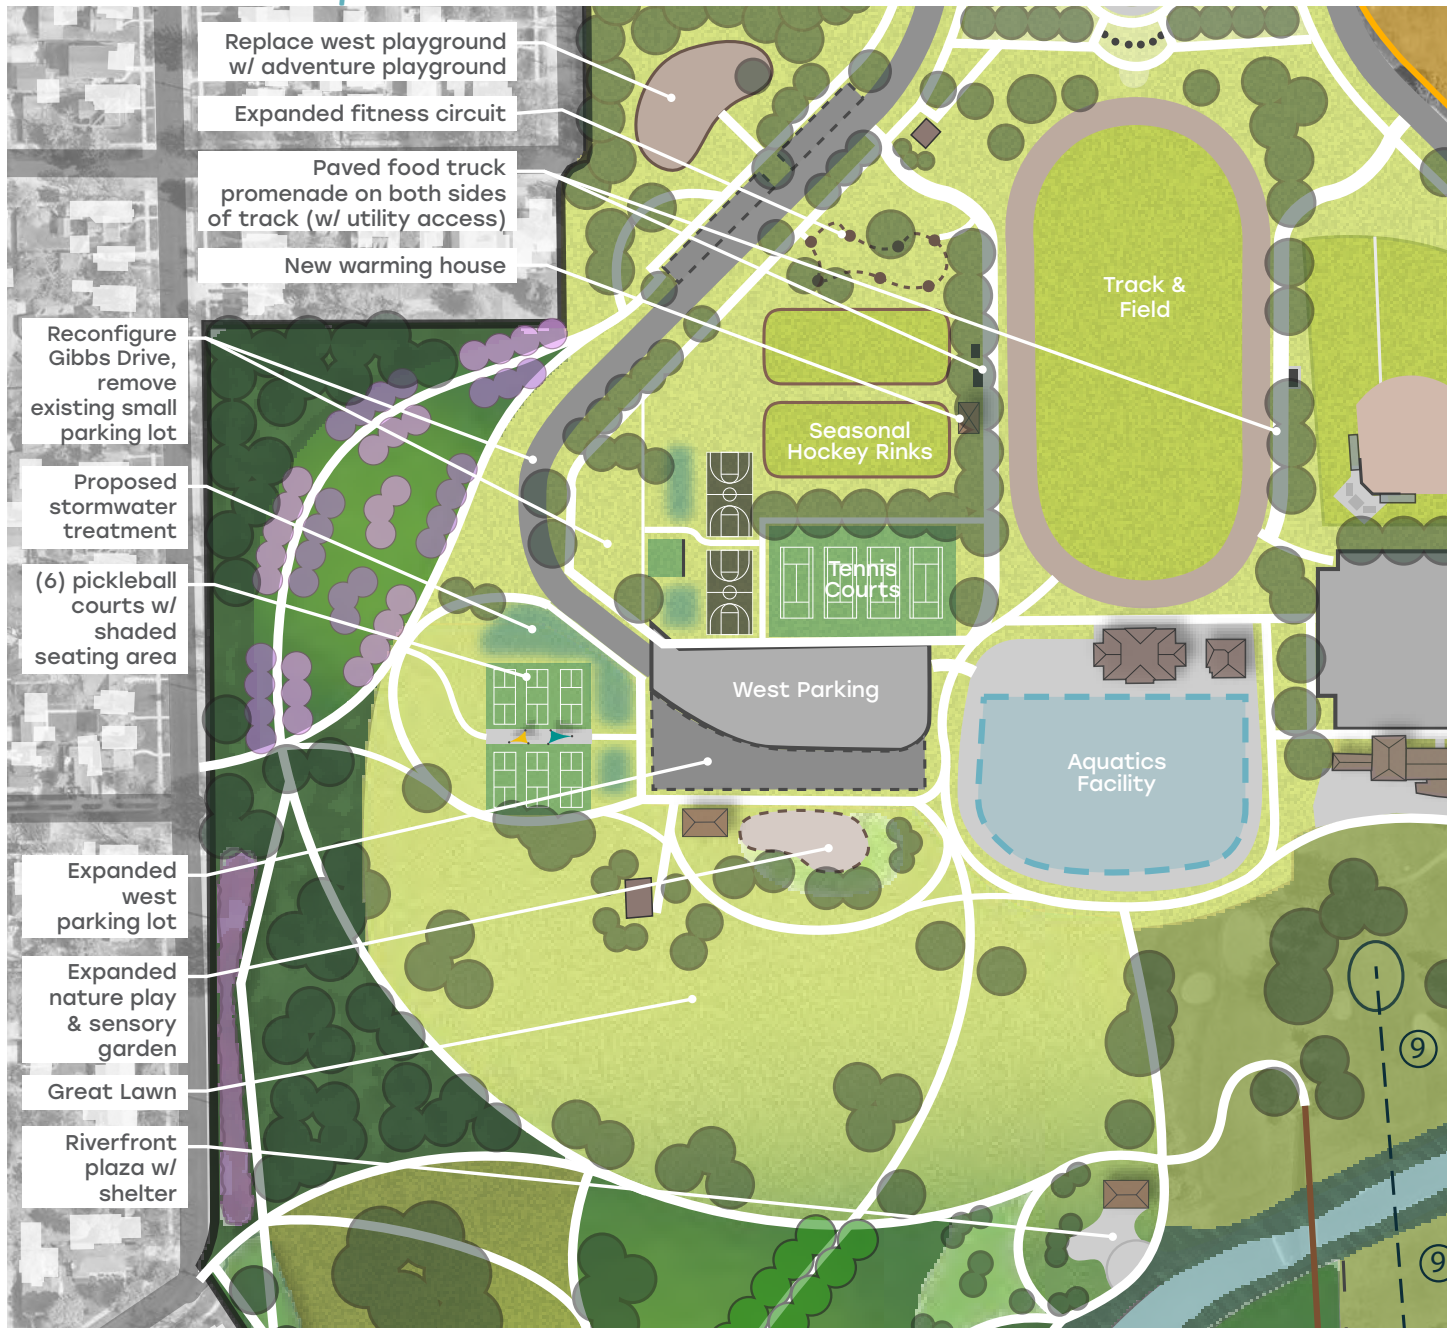 Replace west playground
w/ adventure playground
Expanded fitness circuit
Paved food truck
promenade on both sides
of track (w/ utility access)
New warming house
Reconfigure
Gibbs Drive,
remove
existing small
parking lot
Proposed
stormwater
treatment
(6) pickleball
courts w/
shaded
seating area
Expanded
west
parking lot
Expanded
nature play
& sensory
garden
Great Lawn
Riverfront
plaza w/
shelter
Track &
Field
Seasonal
Hockey Rinks
Tennis
Courts
West Parking
Aquatics
Facility
9
9